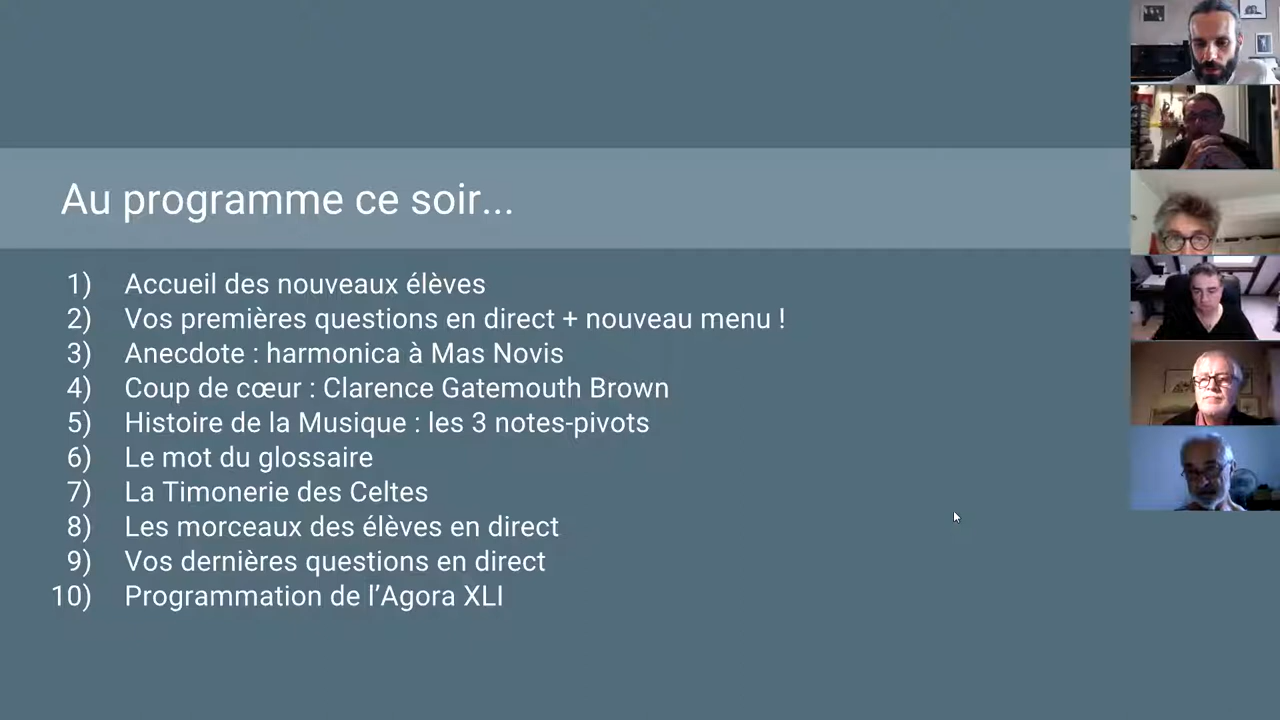 Au programme ce soir...
1) Accueil des nouveaux élèves
2) Vos premières questions en direct + nouveau menu !
3) Anecdote : harmonica à Mas Novis
4) Coup de cœur : Clarence Gatemouth Brown
5) Histoire de la Musique : les 3 notes-pivots
6) Le mot du glossaire
7) La Timonerie des Celtes
8) Les morceaux des élèves en direct
9) Vos dernières questions en direct
10) Programmation de l’Agora XLI